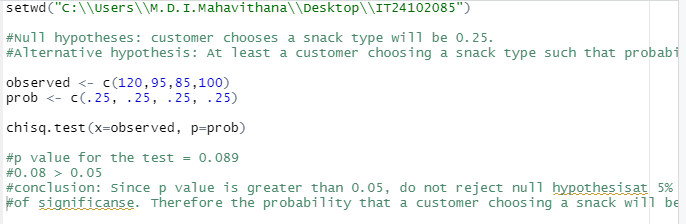 setwd("C:\\Users\\M.D.I.Mahavithana\\Desktop\\IT24102085")
#Null hypotheses: customer chooses a snack type will be 0.25.
#Alternative hypothesis: At least a customer choosing a snack type such that probabi
observed <- c(120,95,85,100)
prob <- c(.25, .25, .25, .25)
chisq.test(x=observed, p=prob)
#p value for the test = 0.089
#0.08 > 0.05
#conclusion: Since p value is greater than 0.05, do not reject null hypothesisat 5%
#of significanse. Therefore the probability that a customer choosing a snack will be